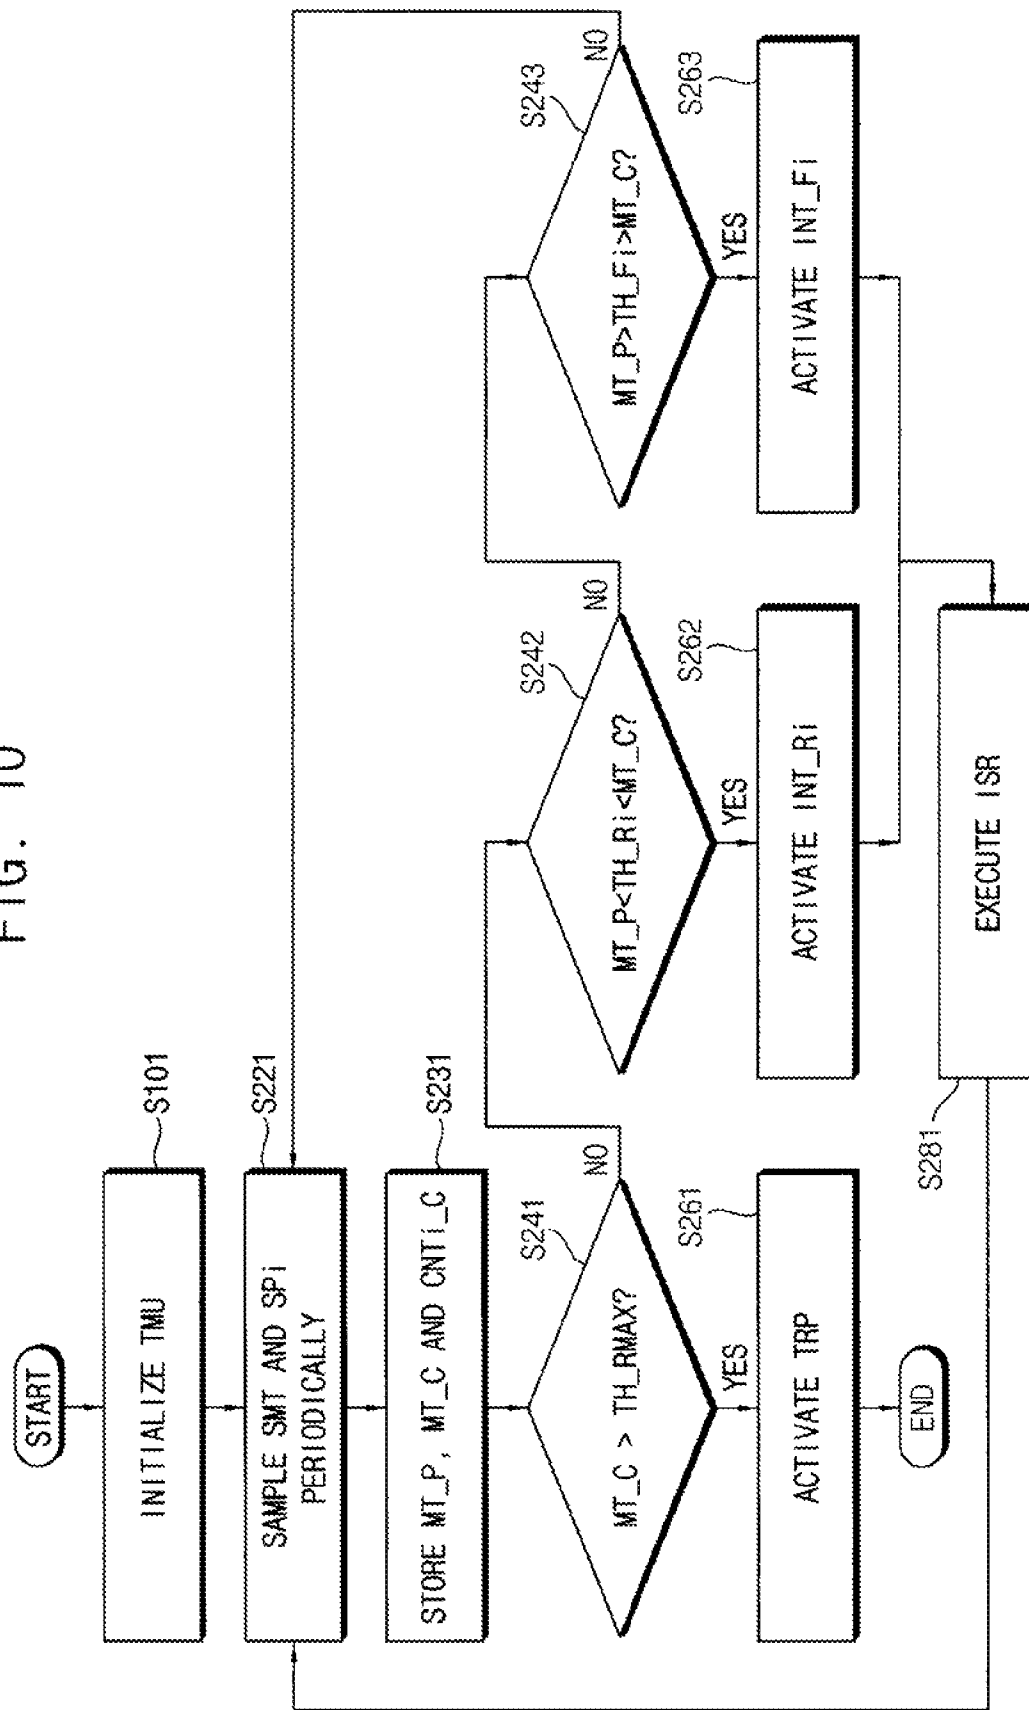 FIG. 10
START
INITIALIZE TMU
S101
SAMPLE SMT AND SPi
PERIODICALLY
S221
STORE MT_P, MT_C AND CNTi_C
S231
MT_C > TH_RMAX?
S241
NO
YES
ACTIVATE TRP
S261
END
MT_P<TH_Ri<MT_C?
S242
NO
YES
ACTIVATE INT_Ri
S262
MT_P>TH_Fi>MT_C?
S243
NO
YES
ACTIVATE INT_Fi
S263
EXECUTE ISR
S281